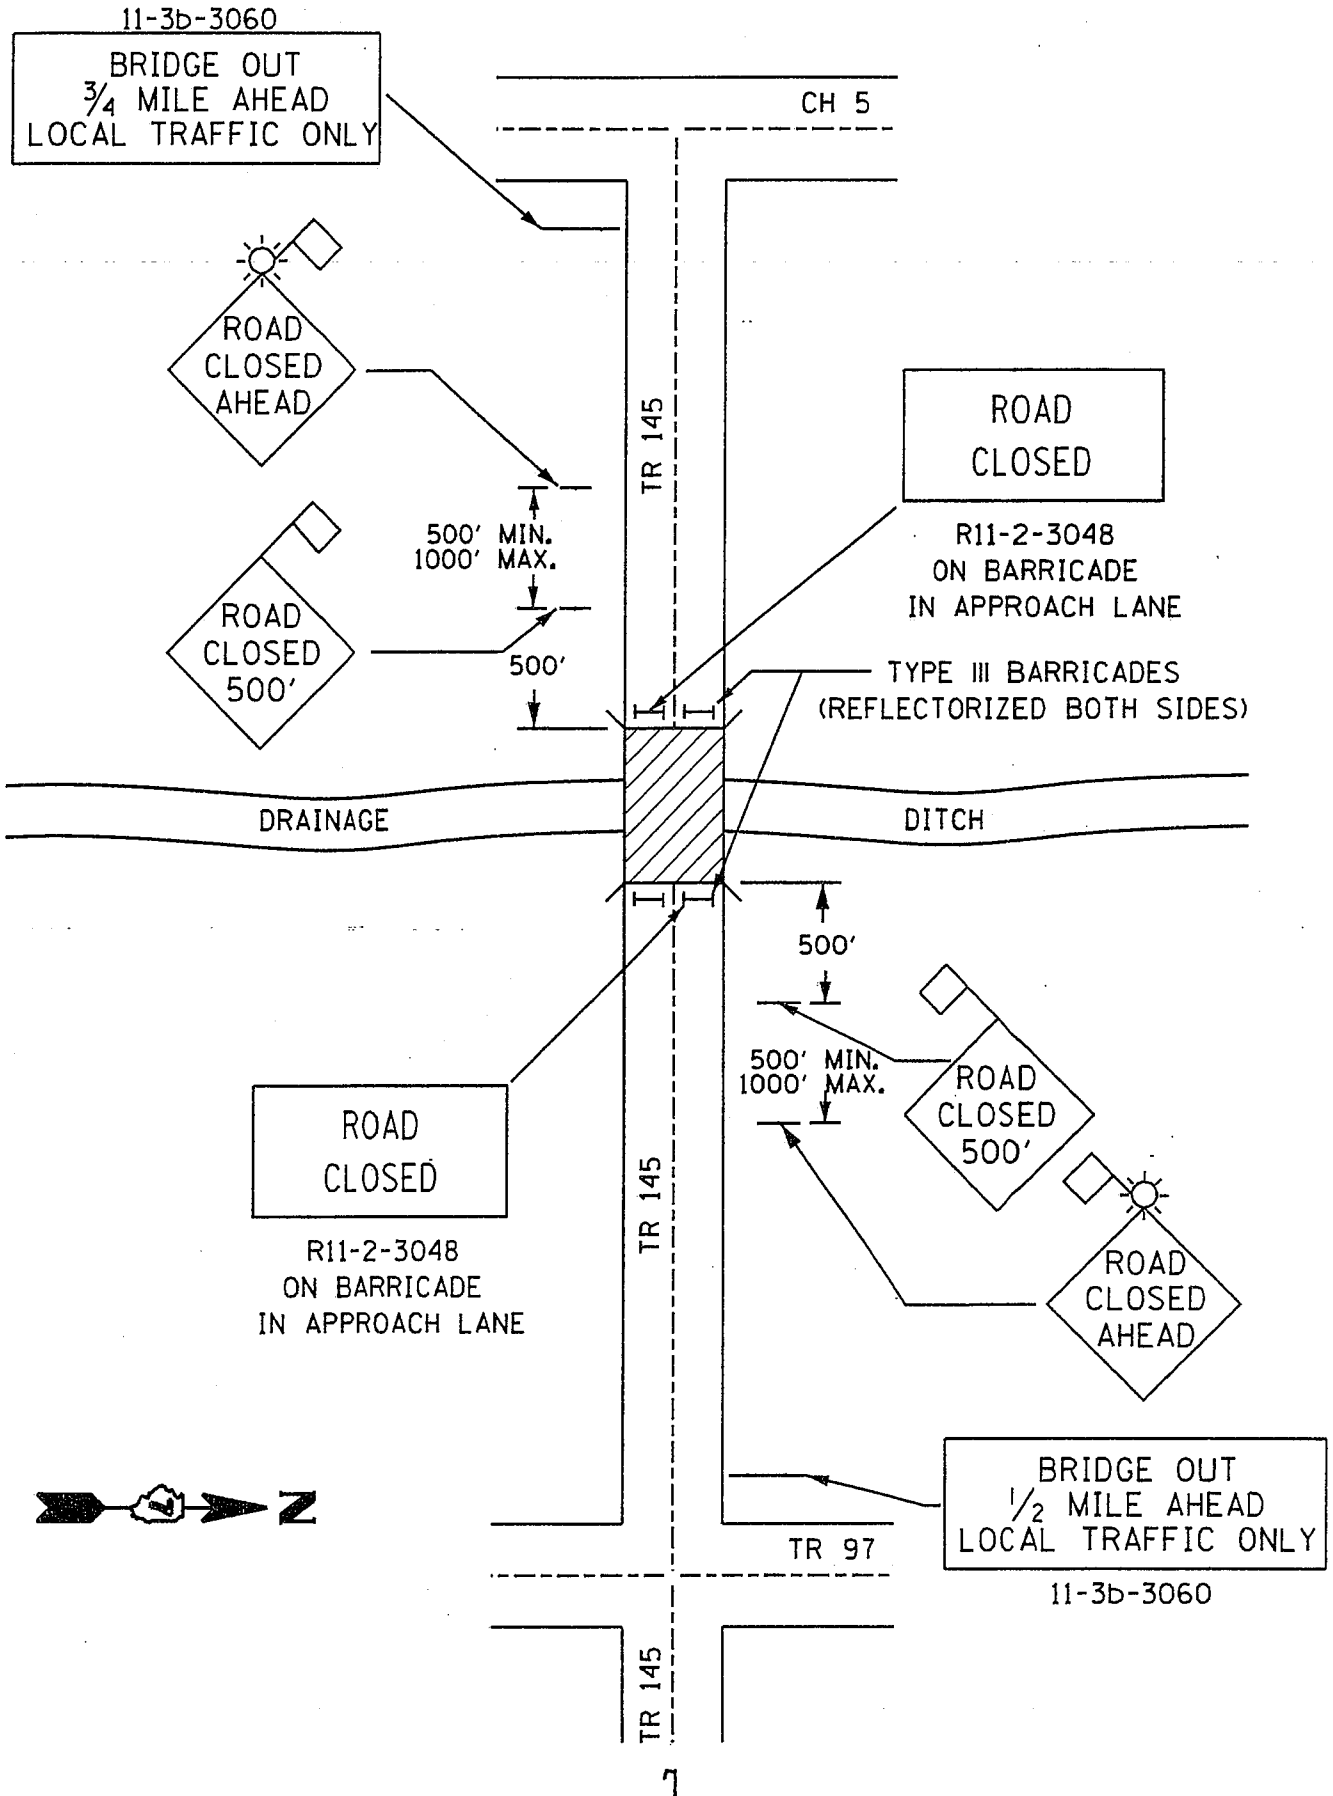 11-3b-3060
BRIDGE OUT
3/4 MILE AHEAD
LOCAL TRAFFIC ONLY
CH 5
ROAD
CLOSED
AHEAD
TR 145
ROAD
CLOSED
R11-2-3048
ON BARRICADE
IN APPROACH LANE
500' MIN.
1000' MAX.
ROAD
CLOSED
500'
500'
TYPE III BARRICADES
(REFLECTORIZED BOTH SIDES)
DRAINAGE
DITCH
500'
500' MIN.
1000' MAX.
ROAD
CLOSED
500'
ROAD
CLOSED
R11-2-3048
ON BARRICADE
IN APPROACH LANE
TR 145
ROAD
CLOSED
AHEAD
BRIDGE OUT
1/2 MILE AHEAD
LOCAL TRAFFIC ONLY
11-3b-3060
N
TR 97
TR 145